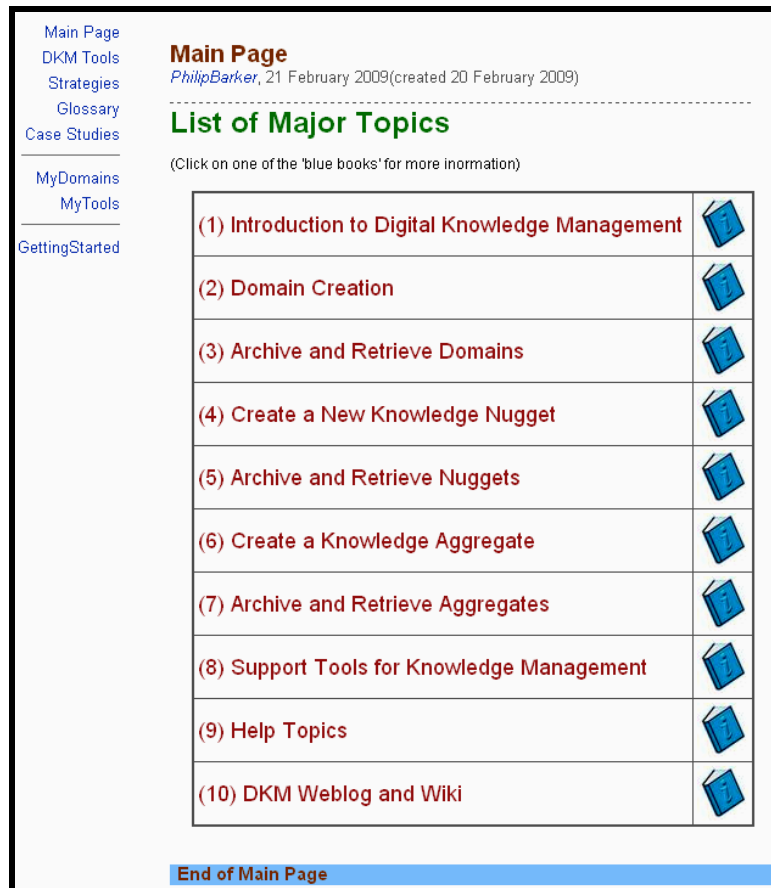 Main Page
DKM Tools
Strategies
Glossary
Case Studies
MyDomains
MyTools
GettingStarted
Main Page
PhilipBarker, 21 February 2009(created 20 February 2009)
List of Major Topics
(Click on one of the 'blue books' for more inormation)
(1) Introduction to Digital Knowledge Management
(2) Domain Creation
(3) Archive and Retrieve Domains
(4) Create a New Knowledge Nugget
(5) Archive and Retrieve Nuggets
(6) Create a Knowledge Aggregate
(7) Archive and Retrieve Aggregates
(8) Support Tools for Knowledge Management
(9) Help Topics
(10) DKM Weblog and Wiki
End of Main Page